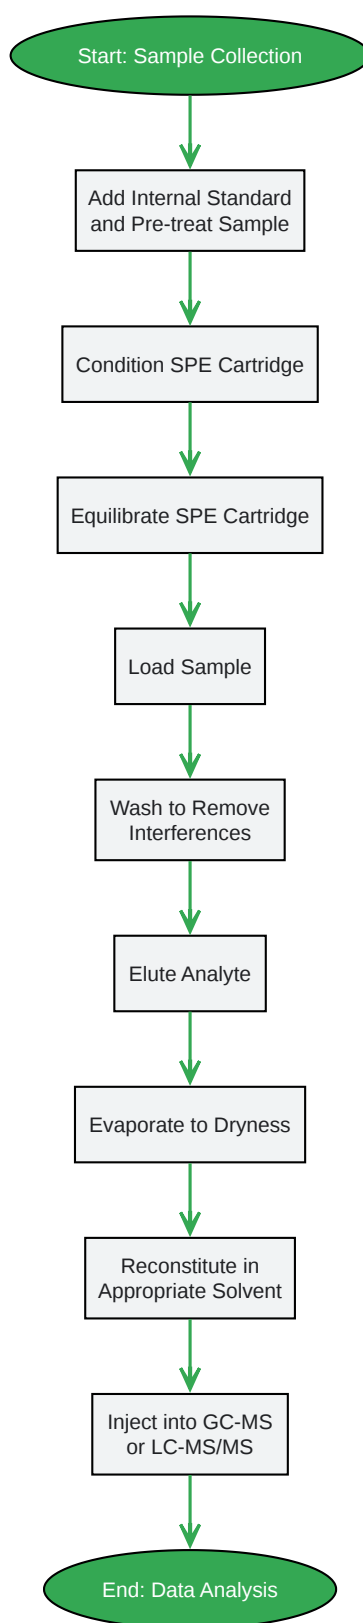 Start: Sample Collection
Add Internal Standard
and Pre-treat Sample
Condition SPE Cartridge
Equilibrate SPE Cartridge
Load Sample
Wash to Remove
Interferences
Elute Analyte
Evaporate to Dryness
Reconstitute in
Appropriate Solvent
Inject into GC-MS
or LC-MS/MS
End: Data Analysis